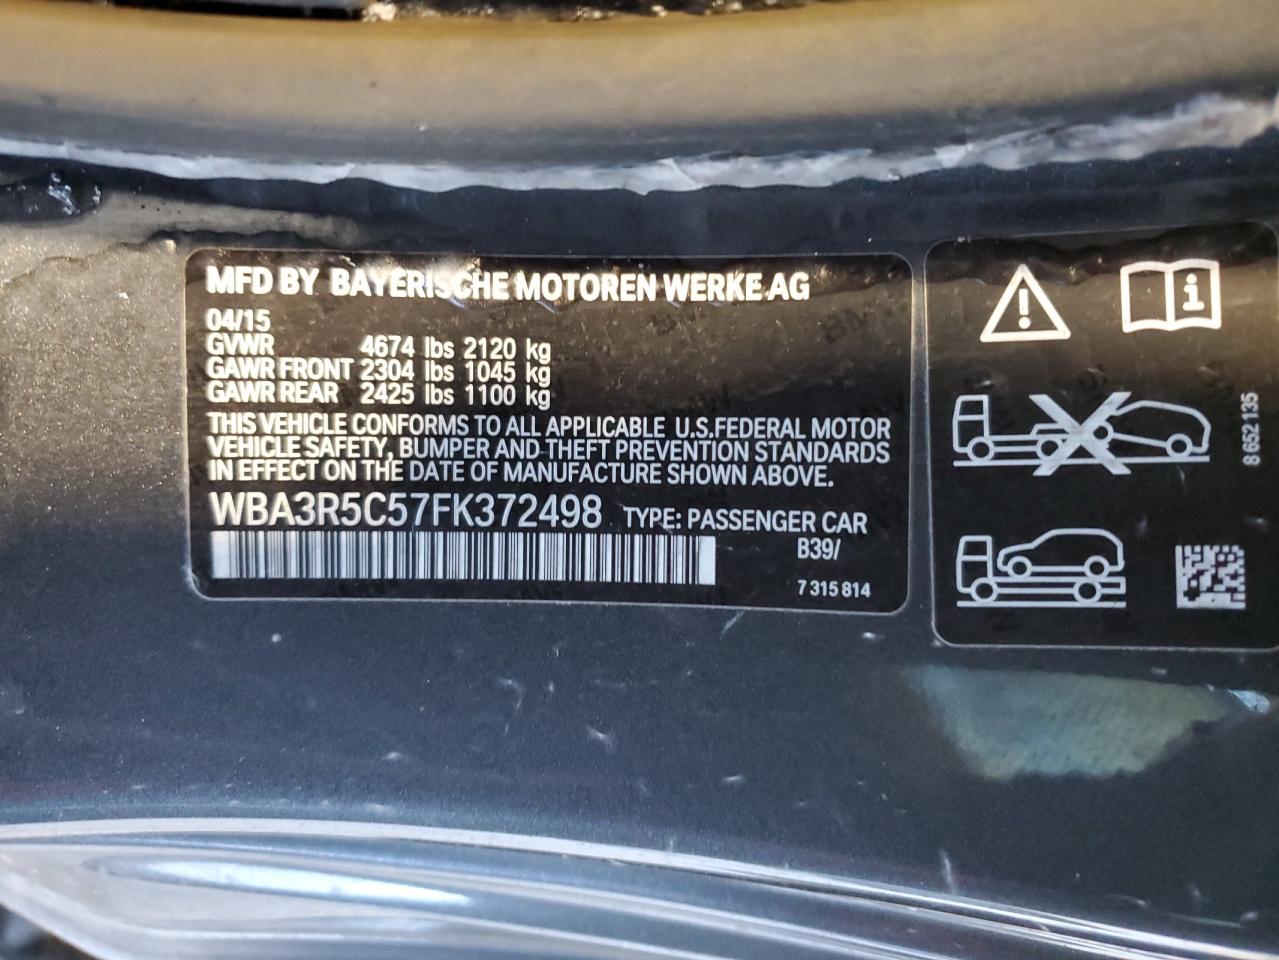 MFD BY BAYERISCHE MOTOREN WERKE AG
04/15
GVWR 4674 lbs 2120 kg
GAWR FRONT 2304 lbs 1045 kg
GAWR REAR 2425 lbs 1100 kg
THIS VEHICLE CONFORMS TO ALL APPLICABLE U.S.FEDERAL MOTOR
VEHICLE SAFETY, BUMPER AND THEFT PREVENTION STANDARDS
IN EFFECT ON THE DATE OF MANUFACTURE SHOWN ABOVE.
WBA3R5C57FK372498 TYPE: PASSENGER CAR
B39/
7 315 814
8 652 135